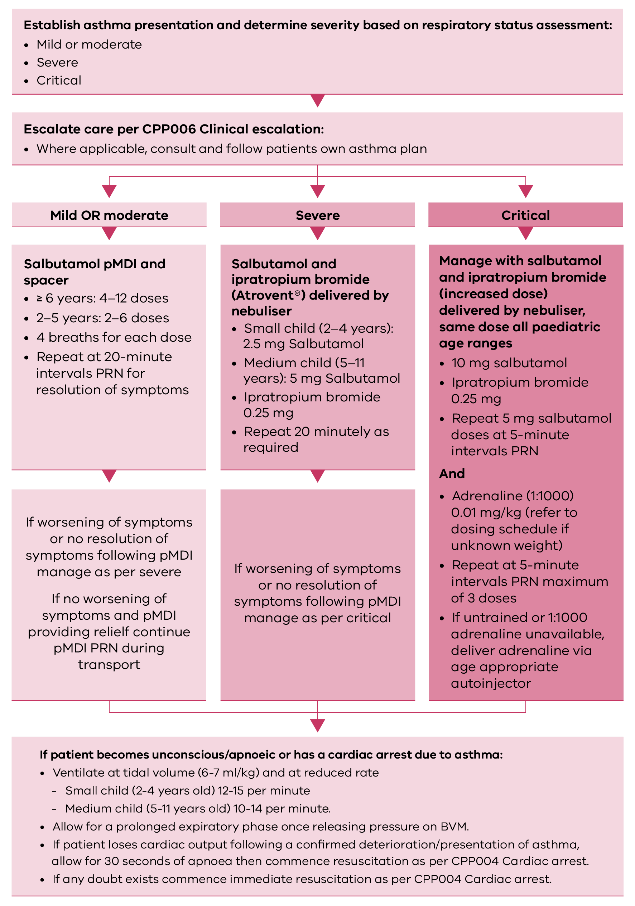 Establish asthma presentation and determine severity based on respiratory status assessment:
• Mild or moderate
• Severe
• Critical
Escalate care per CPP006 Clinical escalation:
• Where applicable, consult and follow patients own asthma plan
Mild OR moderate
Salbutamol pMDI and
spacer
• ≥ 6 years: 4–12 doses
• 2–5 years: 2–6 doses
• 4 breaths for each dose
• Repeat at 20-minute
intervals PRN for
resolution of symptoms
If worsening of symptoms
or no resolution of
symptoms following pMDI
manage as per severe
If no worsening of
symptoms and pMDI
providing relielf continue
pMDI PRN during
transport
Severe
Salbutamol and
ipratropium bromide
(Atrovent®) delivered by
nebuliser
• Small child (2–4 years):
2.5 mg Salbutamol
• Medium child (5–11
years): 5 mg Salbutamol
• Ipratropium bromide
0.25 mg
• Repeat 20 minutely as
required
If worsening of symptoms
or no resolution of
symptoms following pMDI
manage as per critical
Critical
Manage with salbutamol
and ipratropium bromide
(increased dose)
delivered by nebuliser,
same dose all paediatric
age ranges
• 10 mg salbutamol
• Ipratropium bromide
0.25 mg
• Repeat 5 mg salbutamol
doses at 5-minute
intervals PRN
And
• Adrenaline (1:1000)
0.01 mg/kg (refer to
dosing schedule if
unknown weight)
• Repeat at 5-minute
intervals PRN maximum
of 3 doses
• If untrained or 1:1000
adrenaline unavailable,
deliver adrenaline via
age appropriate
autoinjector
If patient becomes unconscious/apnoeic or has a cardiac arrest due to asthma:
• Ventilate at tidal volume (6-7 ml/kg) and at reduced rate
- Small child (2-4 years old) 12-15 per minute
- Medium child (5-11 years old) 10-14 per minute.
• Allow for a prolonged expiratory phase once releasing pressure on BVM.
• If patient loses cardiac output following a confirmed deterioration/presentation of asthma,
allow for 30 seconds of apnoea then commence resuscitation as per CPP004 Cardiac arrest.
• If any doubt exists commence immediate resuscitation as per CPP004 Cardiac arrest.